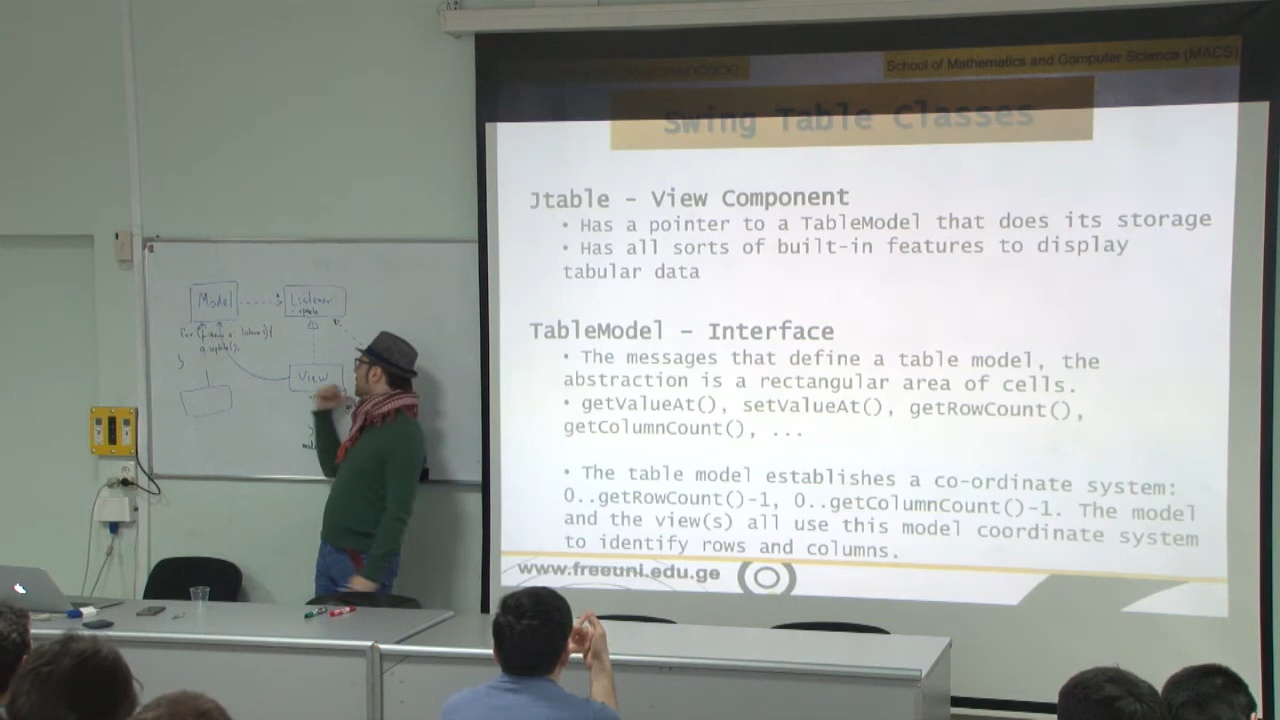 School of Mathematics and Computer Science (MACS)
Swing Table Classes
Jtable – View Component
• Has a pointer to a TableModel that does its storage
• Has all sorts of built-in features to display
tabular data
TableModel – Interface
• The messages that define a table model, the
abstraction is a rectangular area of cells.
• getValueAt(), setValueAt(), getRowCount(),
getColumnCount(), ...
• The table model establishes a co-ordinate system:
0..getRowCount()-1, 0..getColumnCount()-1. The model
and the view(s) all use this model coordinate system
to identify rows and columns.
www.freeuni.edu.ge
Model
Listener
View